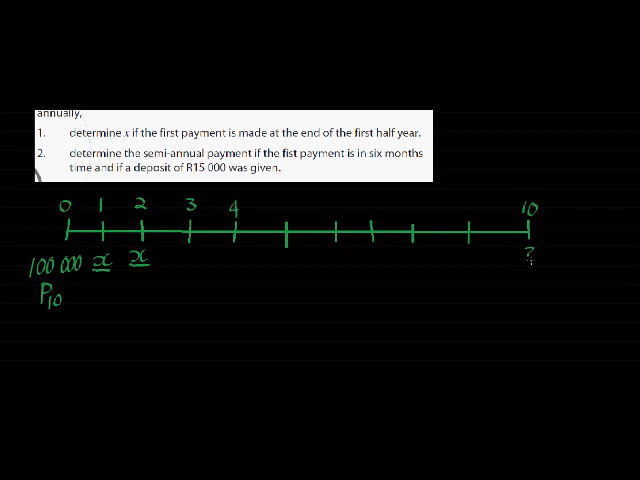 annually,
1. determine x if the first payment is made at the end of the first half year.
2. determine the semi-annual payment if the fist payment is in six months
time and if a deposit of R15 000 was given.
0 1 2 3 4 10
100 000 x x ?
P10